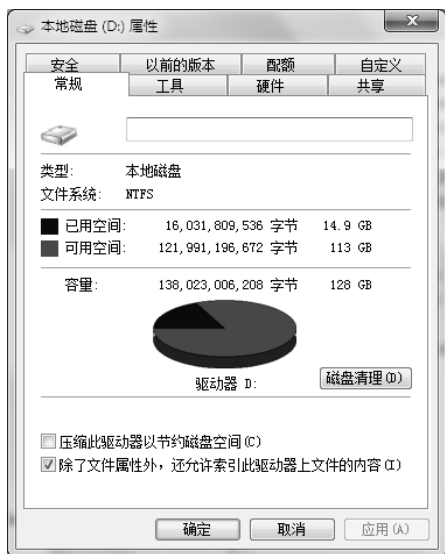 本地磁盘 (D:) 属性
安全 以前的版本 配额 自定义
常规 工具 硬件 共享
类型: 本地磁盘
文件系统: NTFS
已用空间: 16,031,809,536 字节 14.9 GB
可用空间: 121,991,196,672 字节 113 GB
容量: 138,023,006,208 字节 128 GB
驱动器 D:
磁盘清理(D)
压缩此驱动器以节约磁盘空间(C)
除了文件属性外，还允许索引此驱动器上文件的内容(I)
确定 取消 应用(A)